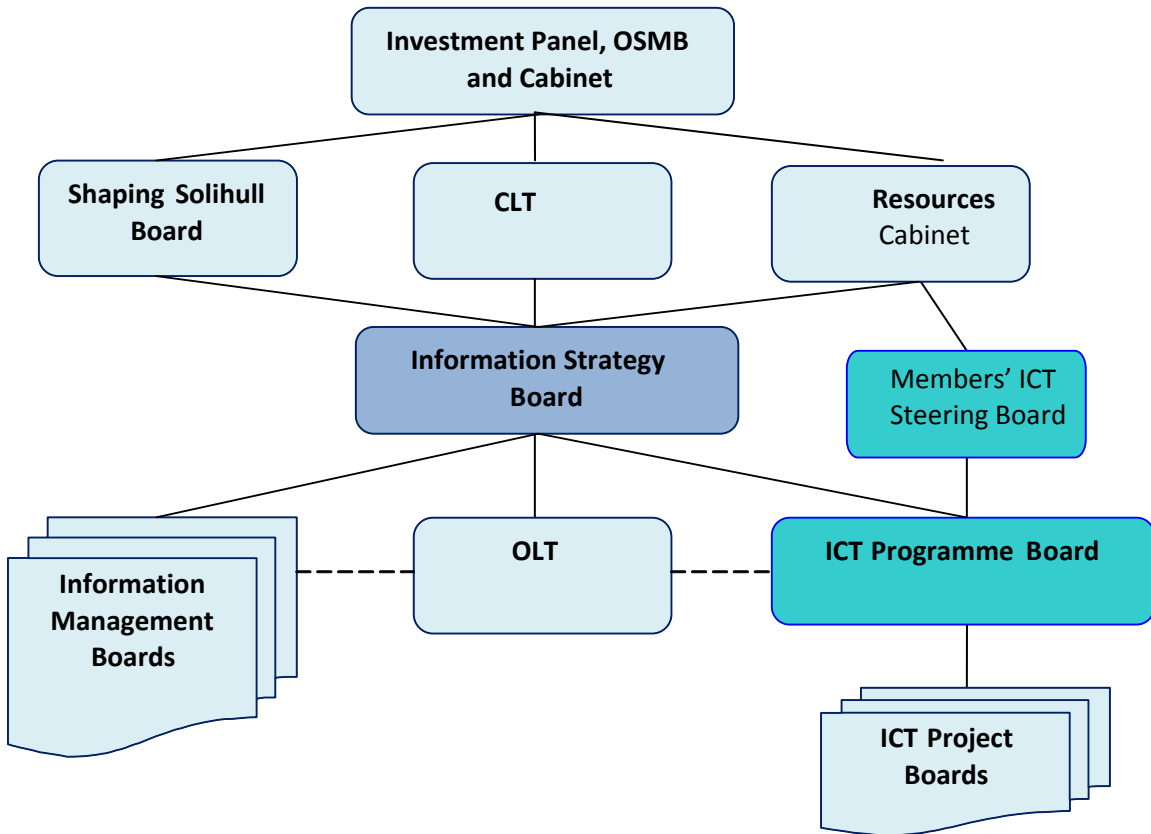 Investment Panel, OSMB
and Cabinet
Shaping Solihull
Board
CLT
Resources
Cabinet
Information Strategy
Board
Members’ ICT
Steering Board
Information
Management
Boards
OLT
ICT Programme Board
ICT Project
Boards